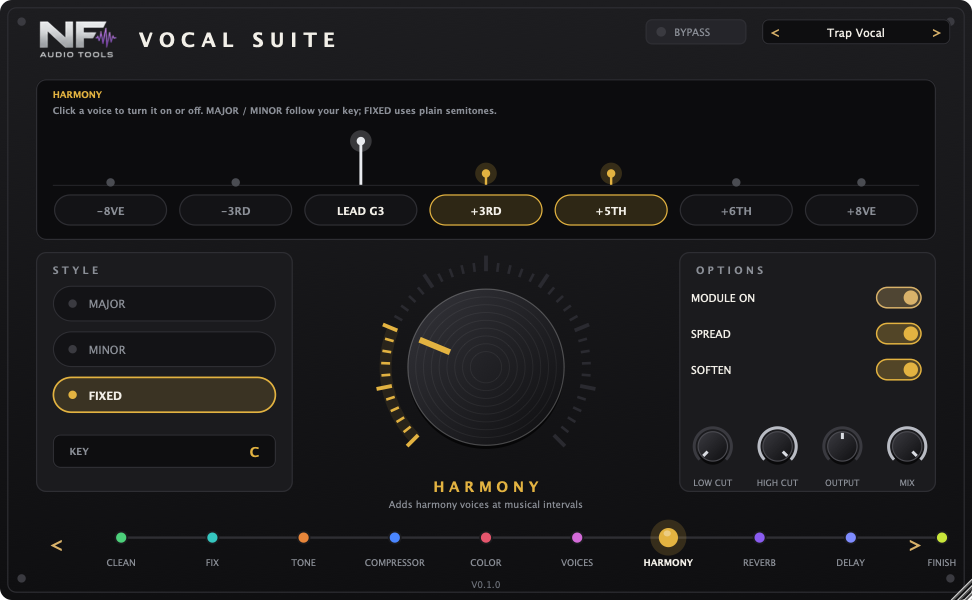 NF
AUDIO TOOLS
VOCAL SUITE
BYPASS
< Trap Vocal >
HARMONY
Click a voice to turn it on or off. MAJOR / MINOR follow your key; FIXED uses plain semitones.
−8VE −3RD LEAD G3 +3RD +5TH +6TH +8VE
STYLE
MAJOR
MINOR
FIXED
KEY C
HARMONY
Adds harmony voices at musical intervals
OPTIONS
MODULE ON
SPREAD
SOFTEN
LOW CUT HIGH CUT OUTPUT MIX
< >
CLEAN FIX TONE COMPRESSOR COLOR VOICES HARMONY REVERB DELAY FINISH
V0.1.0